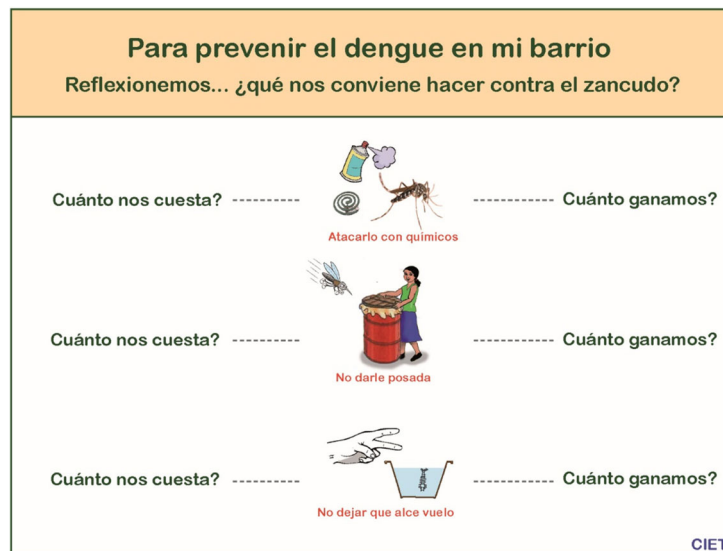 Para prevenir el dengue en mi barrio
Reflexionemos... ¿qué nos conviene hacer contra el zancudo?
Cuánto nos cuesta? ---------- ---------- Cuánto ganamos?
Atacarlo con químicos
Cuánto nos cuesta? ---------- ---------- Cuánto ganamos?
No darle posada
Cuánto nos cuesta? ---------- ---------- Cuánto ganamos?
No dejar que alce vuelo
CIET